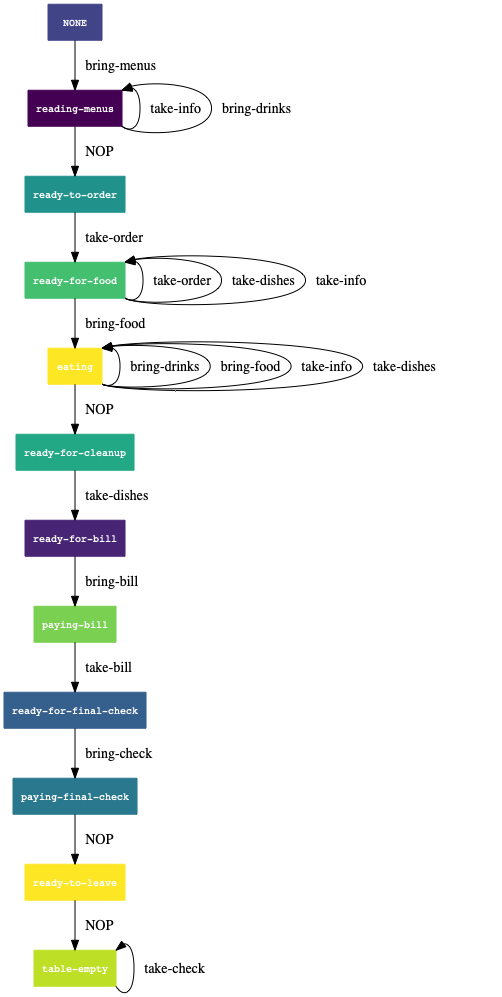 NONE
bring-menus
reading-menus take-info bring-drinks
NOP
ready-to-order
take-order
ready-for-food take-order take-dishes take-info
bring-food
eating bring-drinks bring-food take-info take-dishes
NOP
ready-for-cleanup
take-dishes
ready-for-bill
bring-bill
paying-bill
take-bill
ready-for-final-check
bring-check
paying-final-check
NOP
ready-to-leave
NOP
table-empty take-check